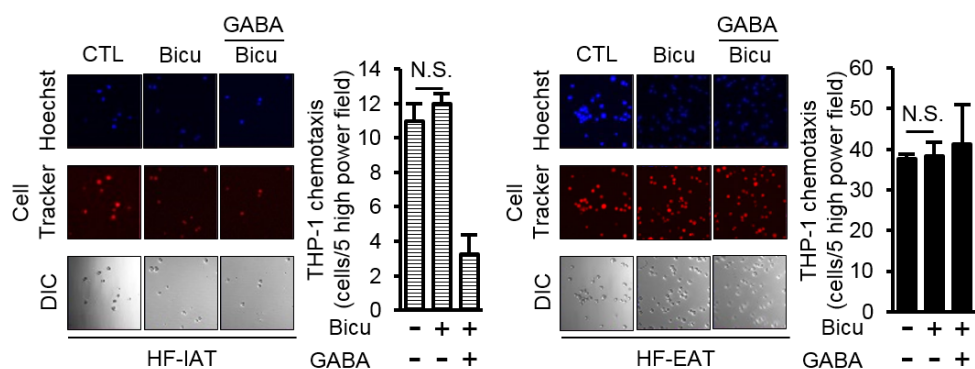 GABA
CTL Bicu Bicu
Hoechst
Cell
Tracker
DIC
HF-IAT
THP-1 chemotaxis
(cells/5 high power field)
14
12
10
8
6
4
2
0
N.S.
Bicu - + +
GABA - - +
GABA
CTL Bicu Bicu
Hoechst
Cell
Tracker
DIC
HF-EAT
THP-1 chemotaxis
(cells/5 high power field)
60
50
40
30
20
10
0
N.S.
Bicu - + +
GABA - - +